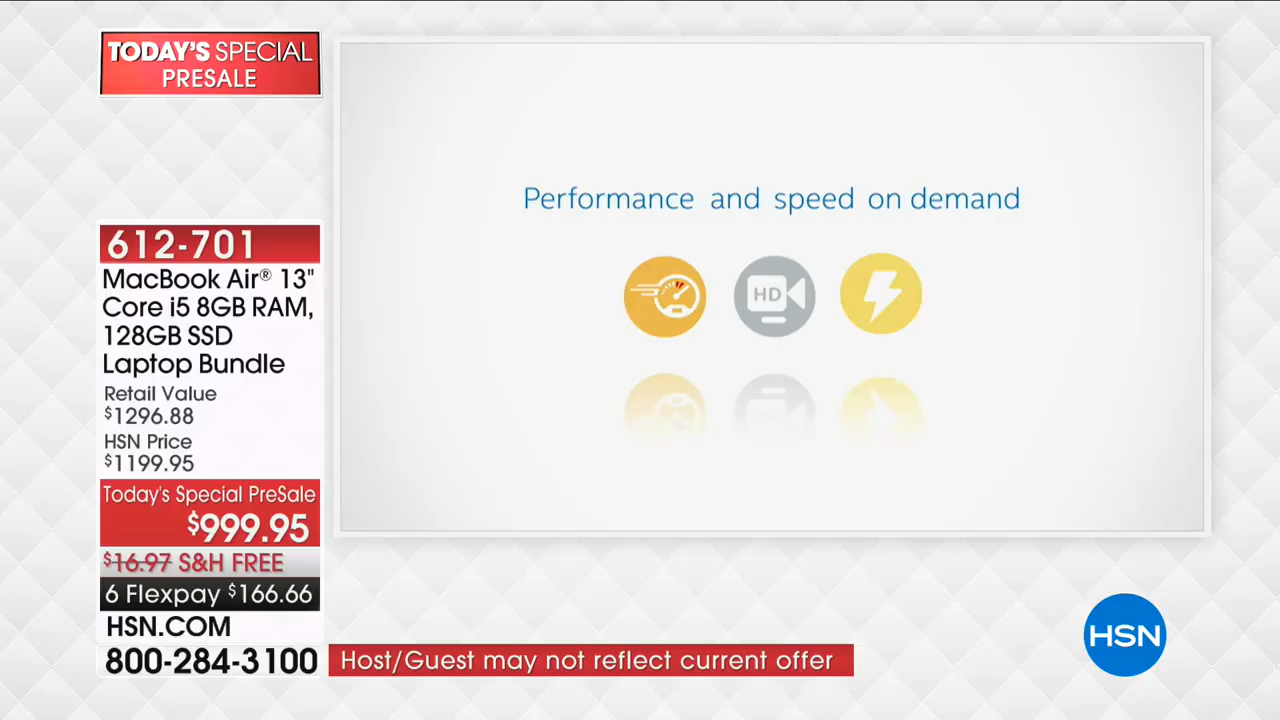 TODAY'S SPECIAL
PRESALE
Performance and speed on demand
HD
612-701
MacBook Air® 13"
Core i5 8GB RAM,
128GB SSD
Laptop Bundle
Retail Value
$1296.88
HSN Price
$1199.95
Today's Special PreSale
$999.95
$16.97 S&H FREE
6 Flexpay $166.66
HSN.COM
800-284-3100
Host/Guest may not reflect current offer
HSN